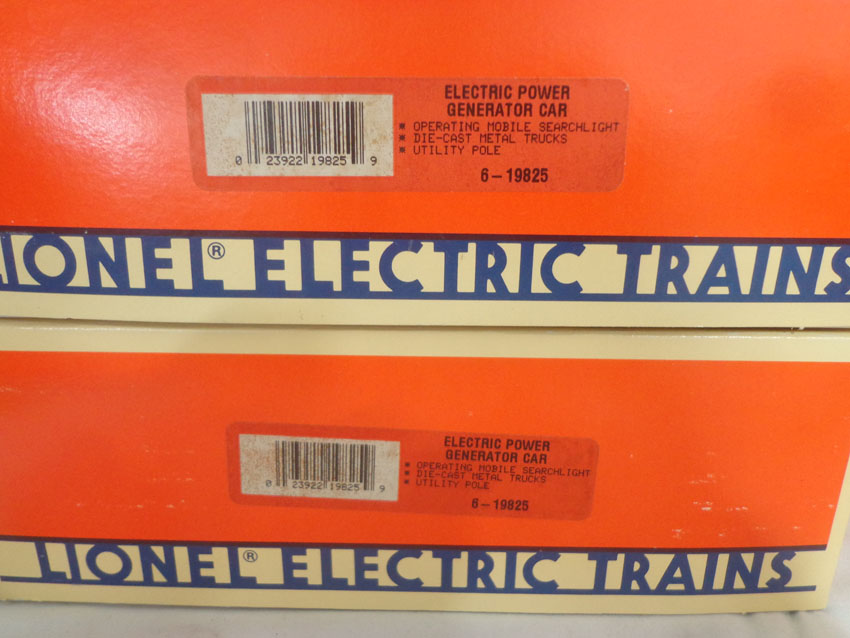 ELECTRIC POWER
GENERATOR CAR
* OPERATING MOBILE SEARCHLIGHT
* DIE-CAST METAL TRUCKS
* UTILITY POLE
0 23922 19825 9
6-19825
LIONEL® ELECTRIC TRAINS
ELECTRIC POWER
GENERATOR CAR
* OPERATING MOBILE SEARCHLIGHT
* DIE-CAST METAL TRUCKS
* UTILITY POLE
0 23922 19825 9
6-19825
LIONEL® ELECTRIC TRAINS